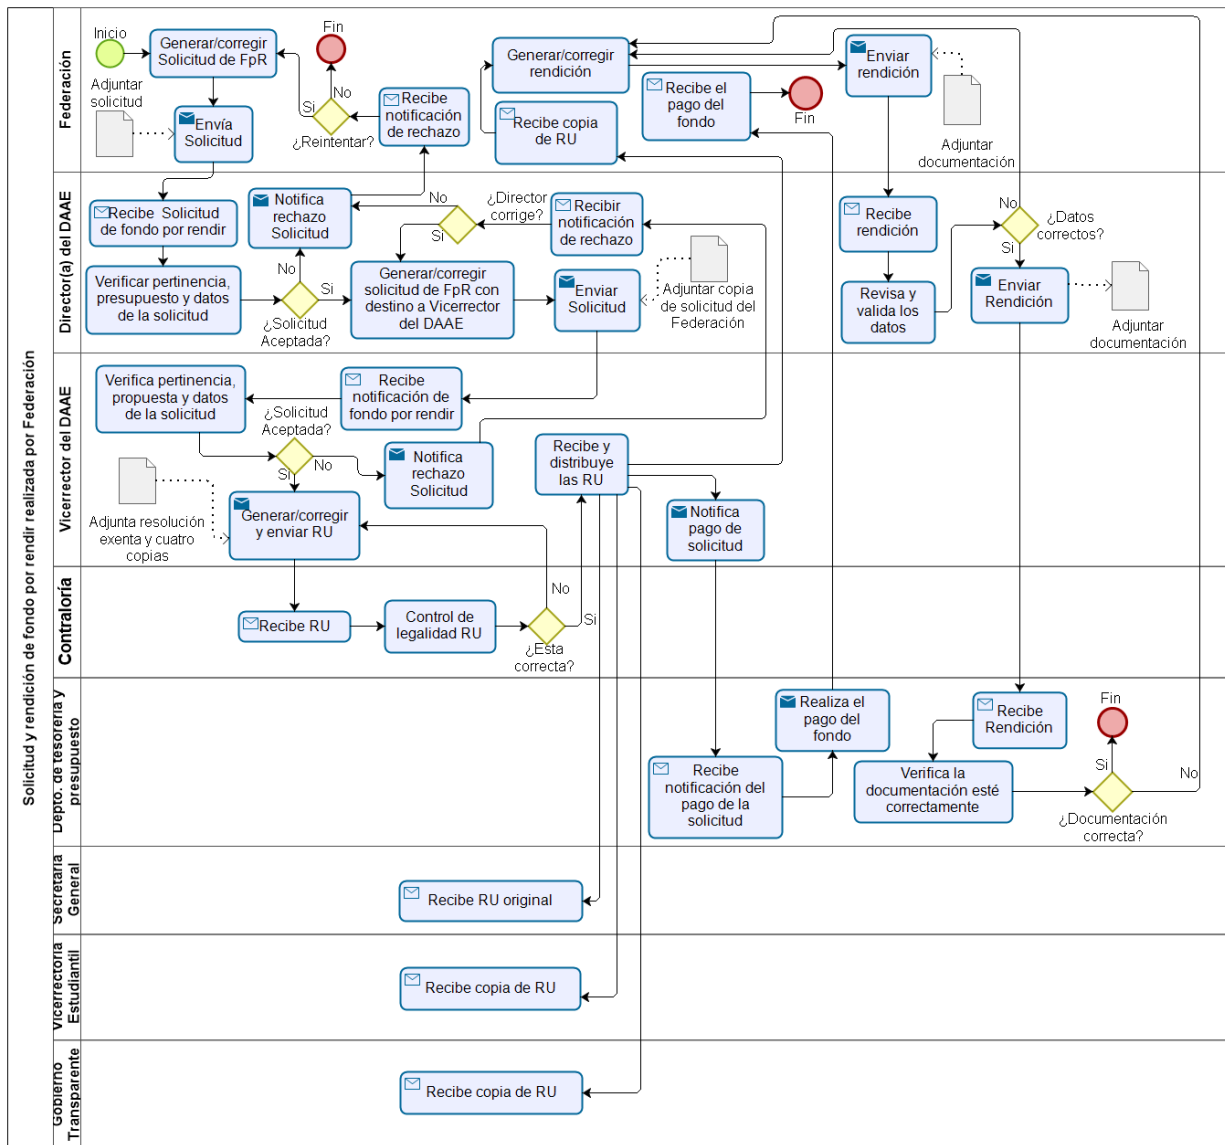 Solicitud y rendición de fondo por rendir realizada por Federación
Federación
Inicio
Generar/corregir
Solicitud de FpR
Fin
Adjuntar
solicitud
Envía
Solicitud
Si
No
¿Reintentar?
Recibe
notificación
de rechazo
Generar/corregir
rendición
Recibe copia
de RU
Recibe el
pago del
fondo
Fin
Enviar
rendición
Adjuntar
documentación
Director(a) del DAAE
Recibe Solicitud
de fondo por rendir
Notifica
rechazo
Solicitud
No
¿Director
corrige?
Si
Recibir
notificación
de rechazo
Verificar pertinencia,
presupuesto y datos
de la solicitud
No
Si
¿Solicitud
Aceptada?
Generar/corregir
solicitud de FpR con
destino a Vicerrector
del DAAE
Enviar
Solicitud
Adjuntar copia
de solicitud del
Federación
Recibe
rendición
Revisa y
valida los
datos
No
¿Datos
correctos?
Si
Enviar
Rendición
Adjuntar
documentación
Vicerrector del DAAE
Verifica pertinencia,
propuesta y datos
de la solicitud
Recibe
notificación de
fondo por rendir
¿Solicitud
Aceptada?
No
Si
Notifica
rechazo
Solicitud
Recibe y
distribuye
las RU
Adjunta resolución
exenta y cuatro
copias
Generar/corregir
y enviar RU
Notifica
pago de
solicitud
Contraloría
Recibe RU
Control de
legalidad RU
No
Si
¿Esta
correcta?
Depto. de tesorería y
presupuesto
Recibe
notificación del
pago de la
solicitud
Realiza el
pago del
fondo
Recibe
Rendición
Verifica la
documentación esté
correctamente
Fin
Si
No
¿Documentación
correcta?
Secretaria
General
Recibe RU original
Vicerrectoría
Estudiantil
Recibe copia de RU
Gobierno
Transparente
Recibe copia de RU